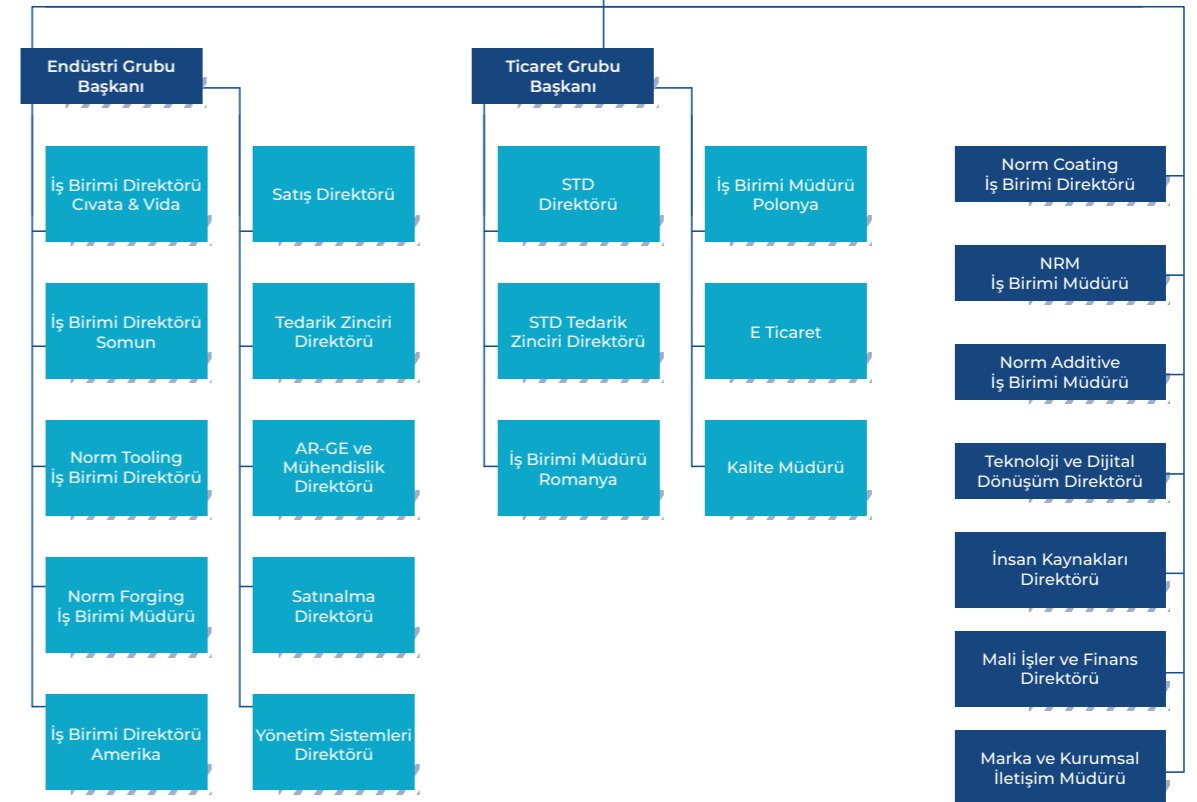 Endüstri Grubu
Başkanı
İş Birimi Direktörü
Cıvata & Vida
İş Birimi Direktörü
Somun
Norm Tooling
İş Birimi Direktörü
Norm Forging
İş Birimi Müdürü
İş Birimi Direktörü
Amerika
Satış Direktörü
Tedarik Zinciri
Direktörü
AR-GE ve
Mühendislik
Direktörü
Satınalma
Direktörü
Yönetim Sistemleri
Direktörü
Ticaret Grubu
Başkanı
STD
Direktörü
STD Tedarik
Zinciri Direktörü
İş Birimi Müdürü
Romanya
İş Birimi Müdürü
Polonya
E Ticaret
Kalite Müdürü
Norm Coating
İş Birimi Direktörü
NRM
İş Birimi Müdürü
Norm Additive
İş Birimi Müdürü
Teknoloji ve Dijital
Dönüşüm Direktörü
İnsan Kaynakları
Direktörü
Mali İşler ve Finans
Direktörü
Marka ve Kurumsal
İletişim Müdürü